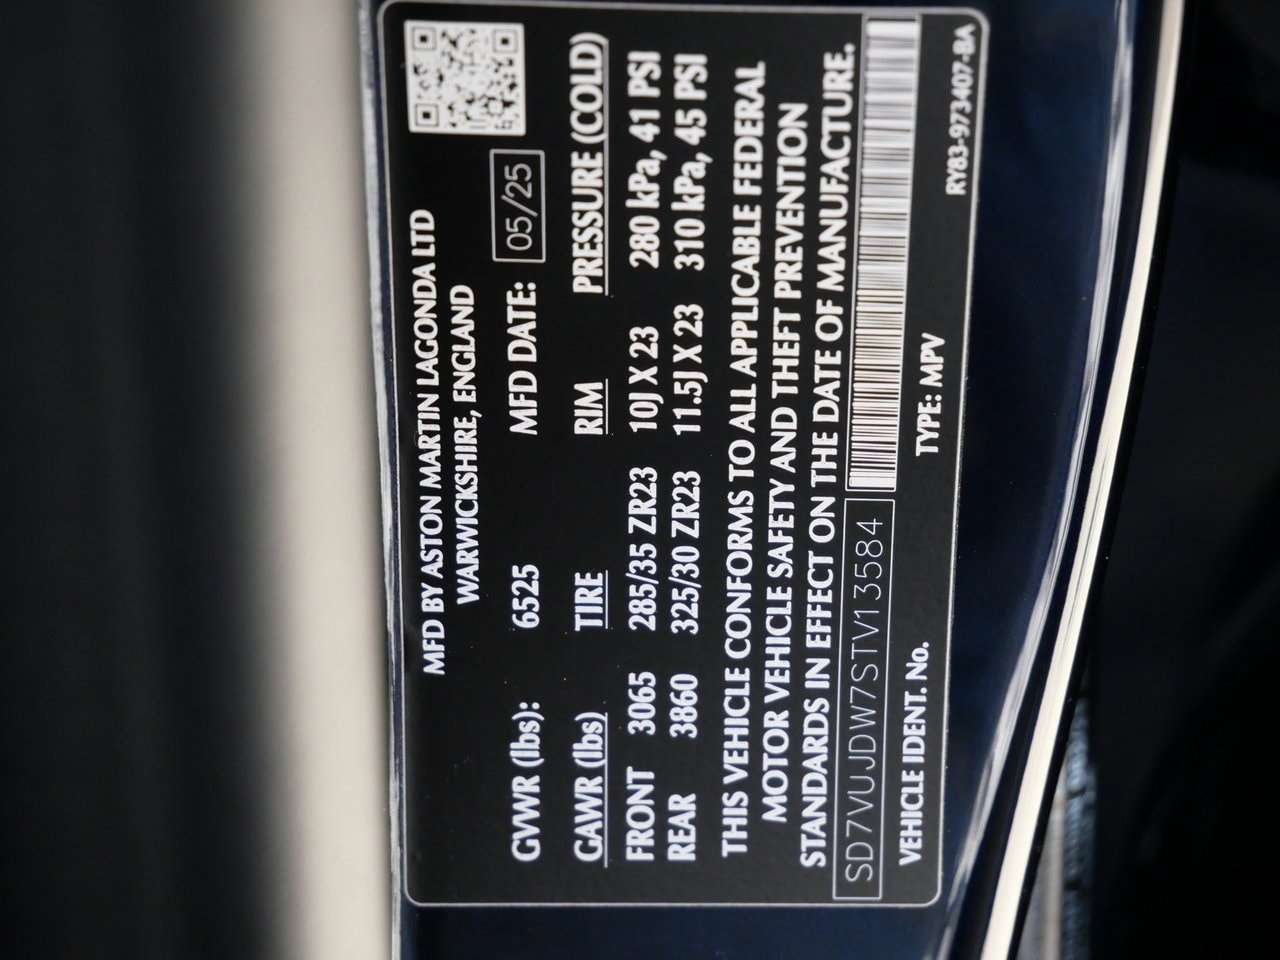 MFD BY ASTON MARTIN LAGONDA LTD
WARWICKSHIRE, ENGLAND
GVWR (lbs): 6525 MFD DATE: 05/25
GAWR (lbs) TIRE RIM PRESSURE (COLD)
FRONT 3065 285/35 ZR23 10J X 23 280 kPa, 41 PSI
REAR 3860 325/30 ZR23 11.5J X 23 310 kPa, 45 PSI
THIS VEHICLE CONFORMS TO ALL APPLICABLE FEDERAL
MOTOR VEHICLE SAFETY AND THEFT PREVENTION
STANDARDS IN EFFECT ON THE DATE OF MANUFACTURE.
SD7VUJDW7STV13584
VEHICLE IDENT. No. TYPE: MPV
RY83-973407-BA